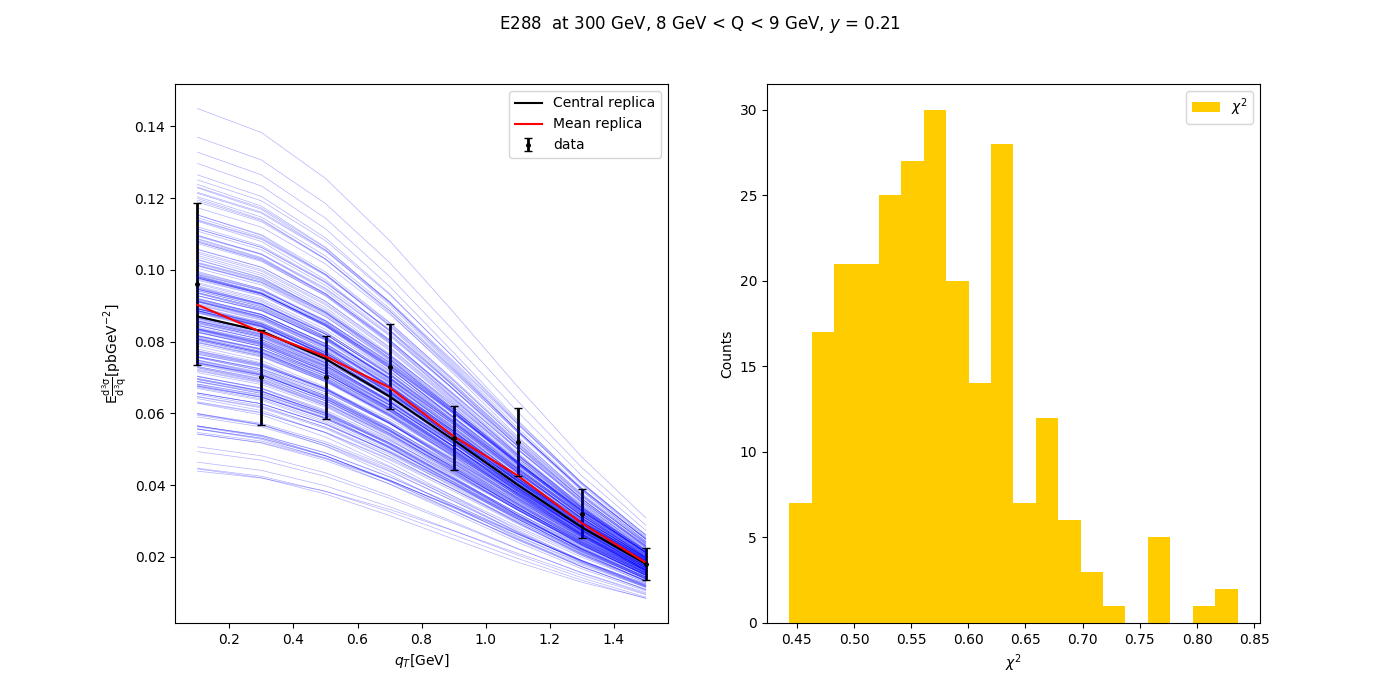 E288  at 300 GeV, 8 GeV < Q < 9 GeV, y = 0.21
Central replica
Mean replica
data
0.14
0.12
0.10
0.08
0.06
0.04
0.02
E d³σ/d³q [pbGeV⁻²]
0.2 0.4 0.6 0.8 1.0 1.2 1.4
q_T[GeV]
χ²
30
25
20
15
10
5
0
Counts
0.45 0.50 0.55 0.60 0.65 0.70 0.75 0.80 0.85
χ²